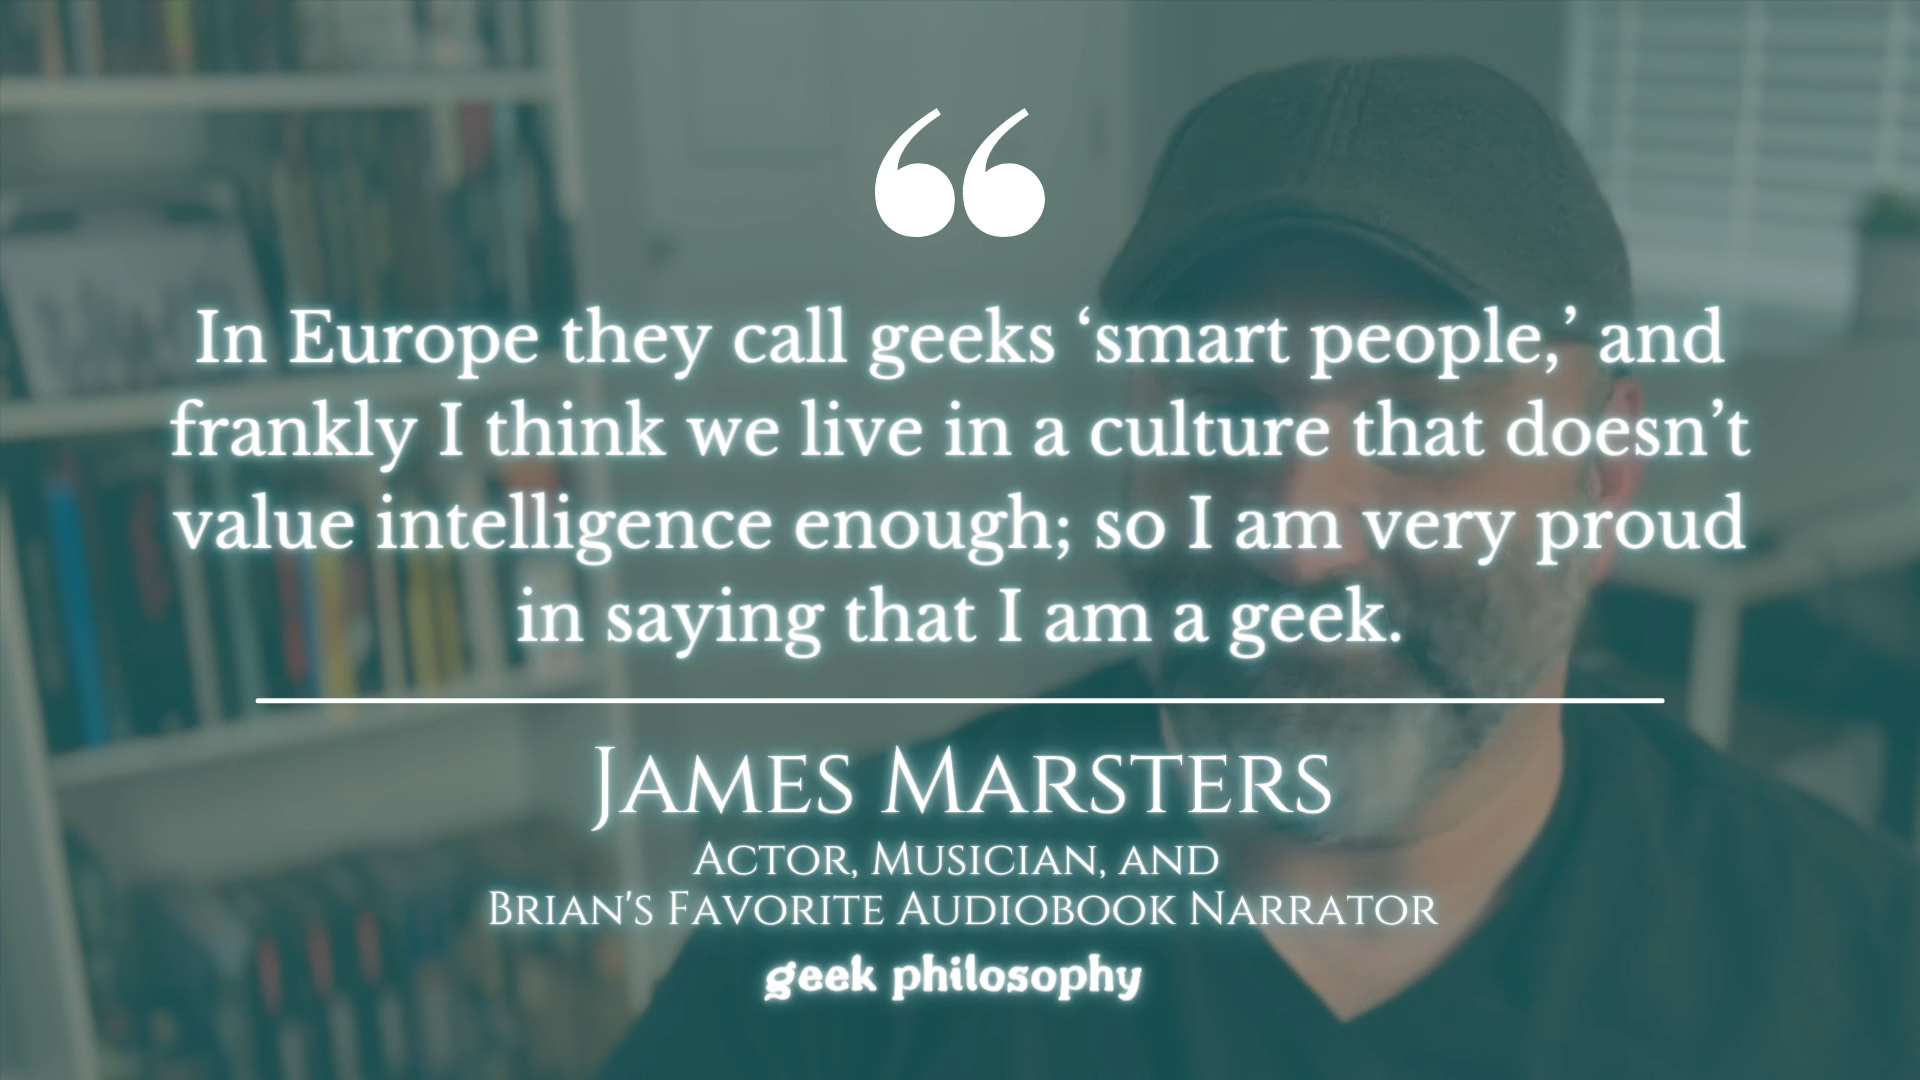 “
In Europe they call geeks ‘smart people,’ and
frankly I think we live in a culture that doesn’t
value intelligence enough; so I am very proud
in saying that I am a geek.
James Marsters
Actor, Musician, and
Brian's Favorite Audiobook Narrator
geek philosophy